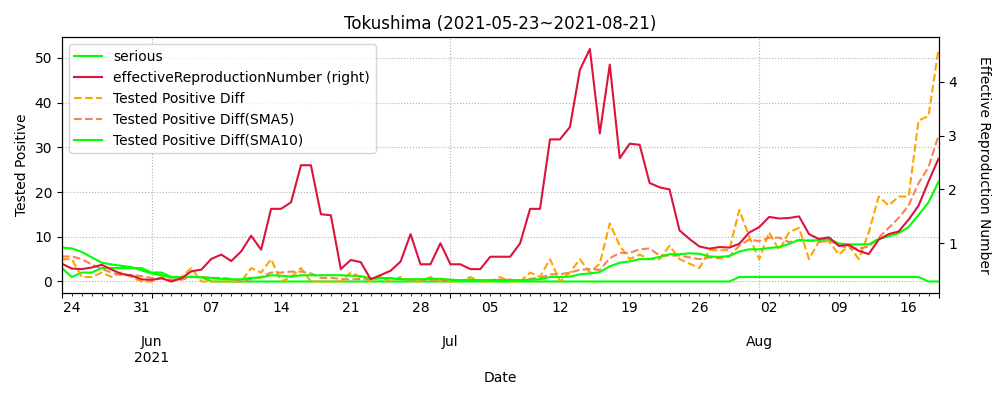 Tokushima (2021-05-23~2021-08-21)
serious
effectiveReproductionNumber (right)
Tested Positive Diff
Tested Positive Diff(SMA5)
Tested Positive Diff(SMA10)
Tested Positive
50
40
30
20
10
0
4
3
2
1
Effective Reproduction Number
24 31 07 14 21 28 05 12 19 26 02 09 16
Jun Jul Aug
2021
Date